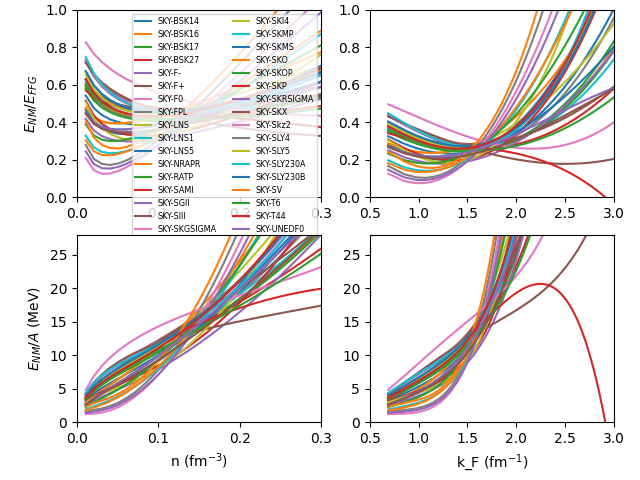 1.0
0.8
0.6
0.4
0.2
0.0
E_NM/E_FFG
0.0
0.2
0.3
SKY-BSK14
SKY-BSK16
SKY-BSK17
SKY-BSK27
SKY-F-
SKY-F+
SKY-F0
SKY-FPL
SKY-LNS
SKY-LNS1
SKY-LNS5
SKY-NRAPR
SKY-RATP
SKY-SAMI
SKY-SGII
SKY-SIII
SKY-SKGSIGMA
SKY-SKI4
SKY-SKMP
SKY-SKMS
SKY-SKO
SKY-SKOP
SKY-SKP
SKY-SKRSIGMA
SKY-SKX
SKY-Skz2
SKY-SLY4
SKY-SLY5
SKY-SLY230A
SKY-SLY230B
SKY-SV
SKY-T6
SKY-T44
SKY-UNEDF0
1.0
0.8
0.6
0.4
0.2
0.0
0.5
1.0
1.5
2.0
2.5
3.0
25
20
15
10
5
0
E_NM/A (MeV)
0.0
0.1
0.2
0.3
n (fm⁻³)
25
20
15
10
5
0
0.5
1.0
1.5
2.0
2.5
3.0
k_F (fm⁻¹)